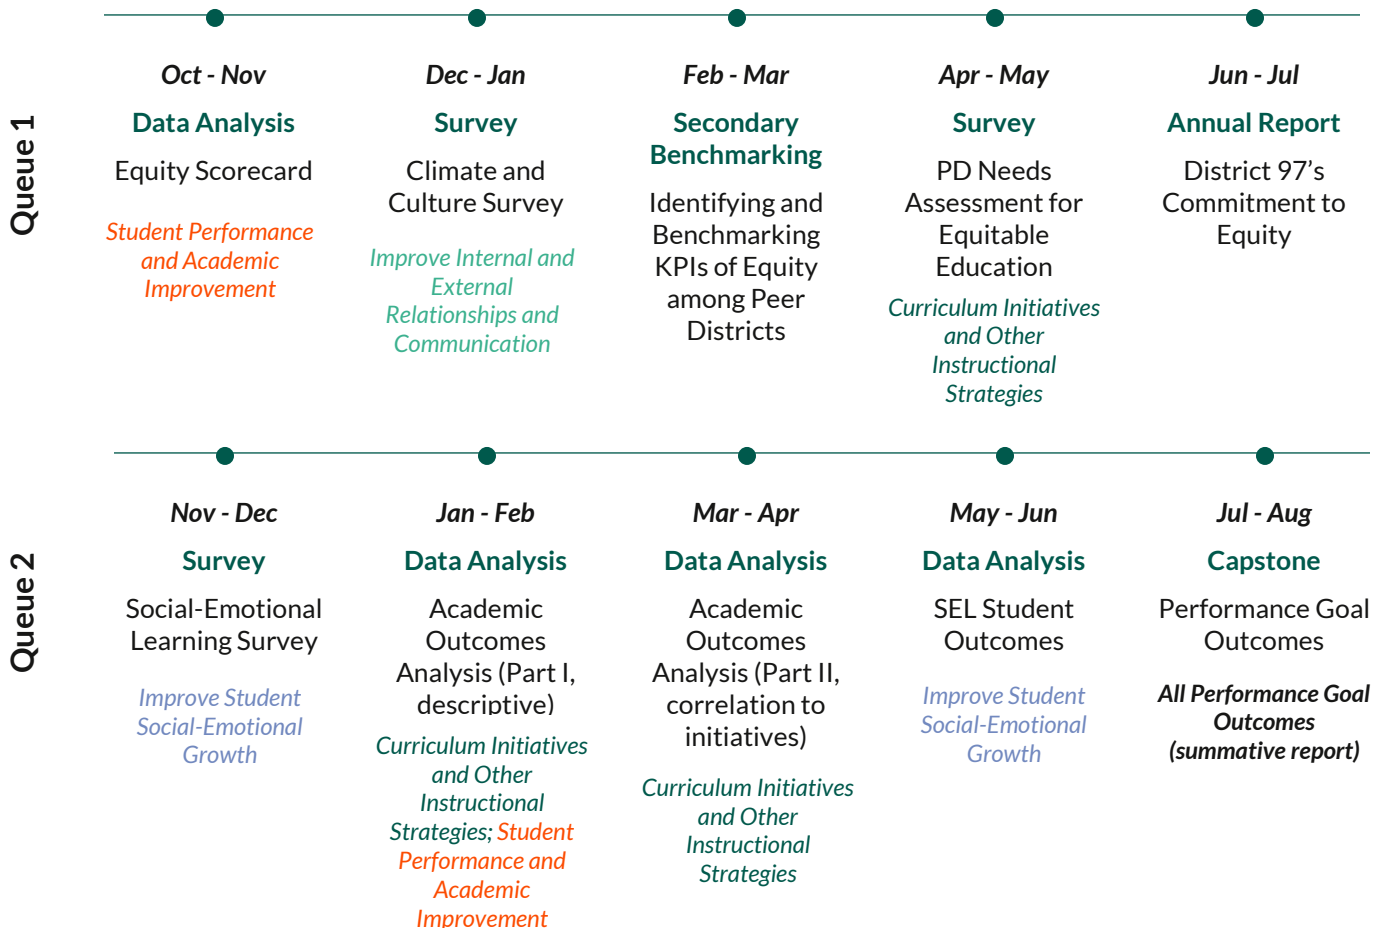 Queue 1
Oct - Nov
Data Analysis
Equity Scorecard
Student Performance
and Academic
Improvement
Dec - Jan
Survey
Climate and
Culture Survey
Improve Internal and
External
Relationships and
Communication
Feb - Mar
Secondary
Benchmarking
Identifying and
Benchmarking
KPIs of Equity
among Peer
Districts
Apr - May
Survey
PD Needs
Assessment for
Equitable
Education
Curriculum Initiatives
and Other
Instructional
Strategies
Jun - Jul
Annual Report
District 97’s
Commitment to
Equity
Queue 2
Nov - Dec
Survey
Social-Emotional
Learning Survey
Improve Student
Social-Emotional
Growth
Jan - Feb
Data Analysis
Academic
Outcomes
Analysis (Part I,
descriptive)
Curriculum Initiatives
and Other
Instructional
Strategies; Student
Performance and
Academic
Improvement
Mar - Apr
Data Analysis
Academic
Outcomes
Analysis (Part II,
correlation to
initiatives)
Curriculum Initiatives
and Other
Instructional
Strategies
May - Jun
Data Analysis
SEL Student
Outcomes
Improve Student
Social-Emotional
Growth
Jul - Aug
Capstone
Performance Goal
Outcomes
All Performance Goal
Outcomes
(summative report)